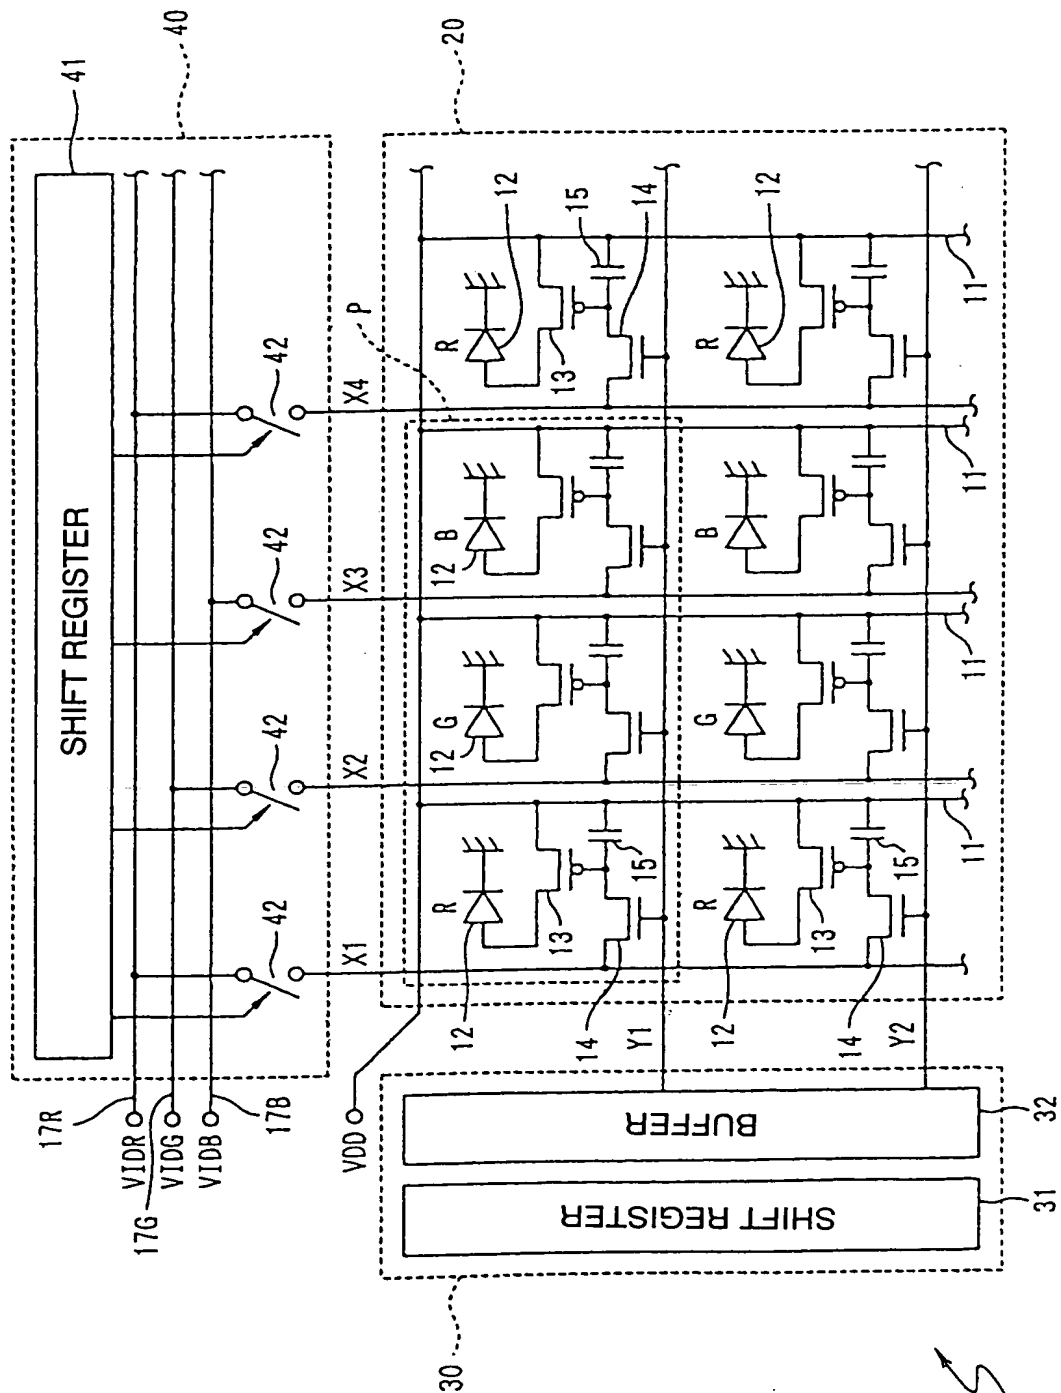 40
41
SHIFT REGISTER
17R
VIDR
17G
VIDG
VIDB
17B
42
42
42
42
X1
X2
X3
X4
P
20
VDD
12
R
12
G
12
B
R
12
13
15
13
15
14
14
Y1
12
R
G
B
R
12
13
15
14
Y2
11
11
11
11
30
BUFFER
32
SHIFT REGISTER
31